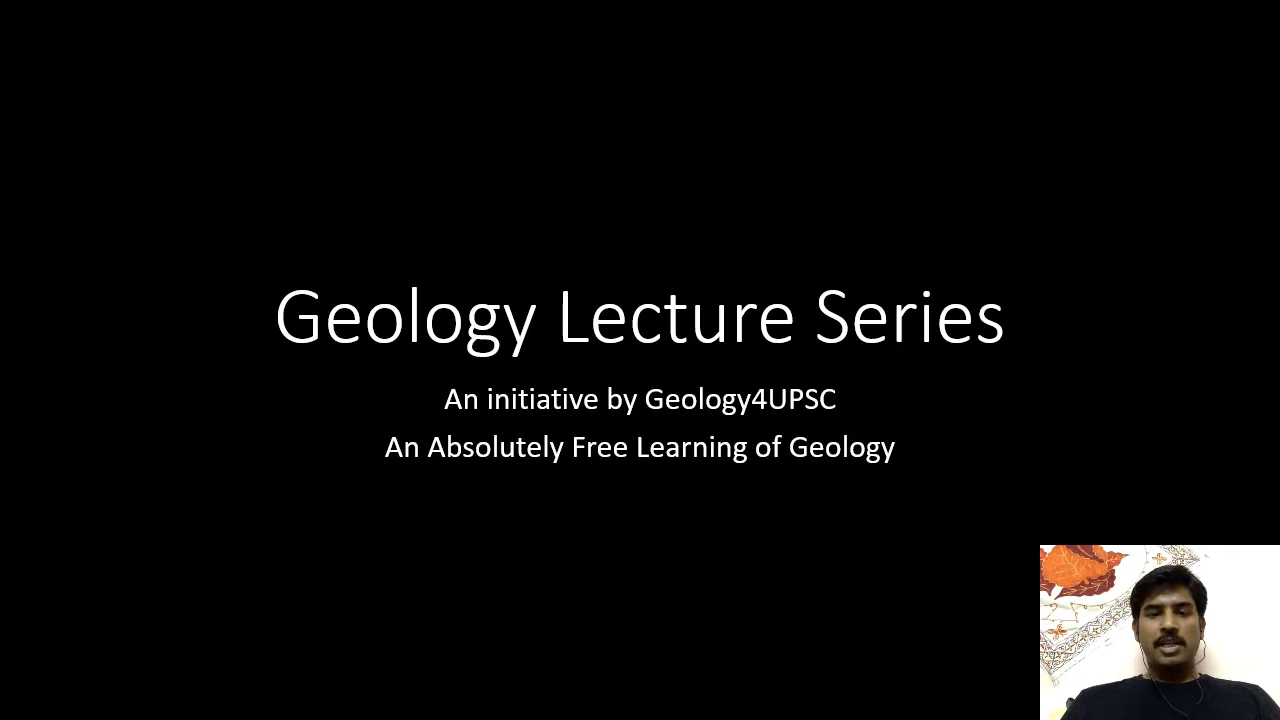 Geology Lecture Series
An initiative by Geology4UPSC
An Absolutely Free Learning of Geology